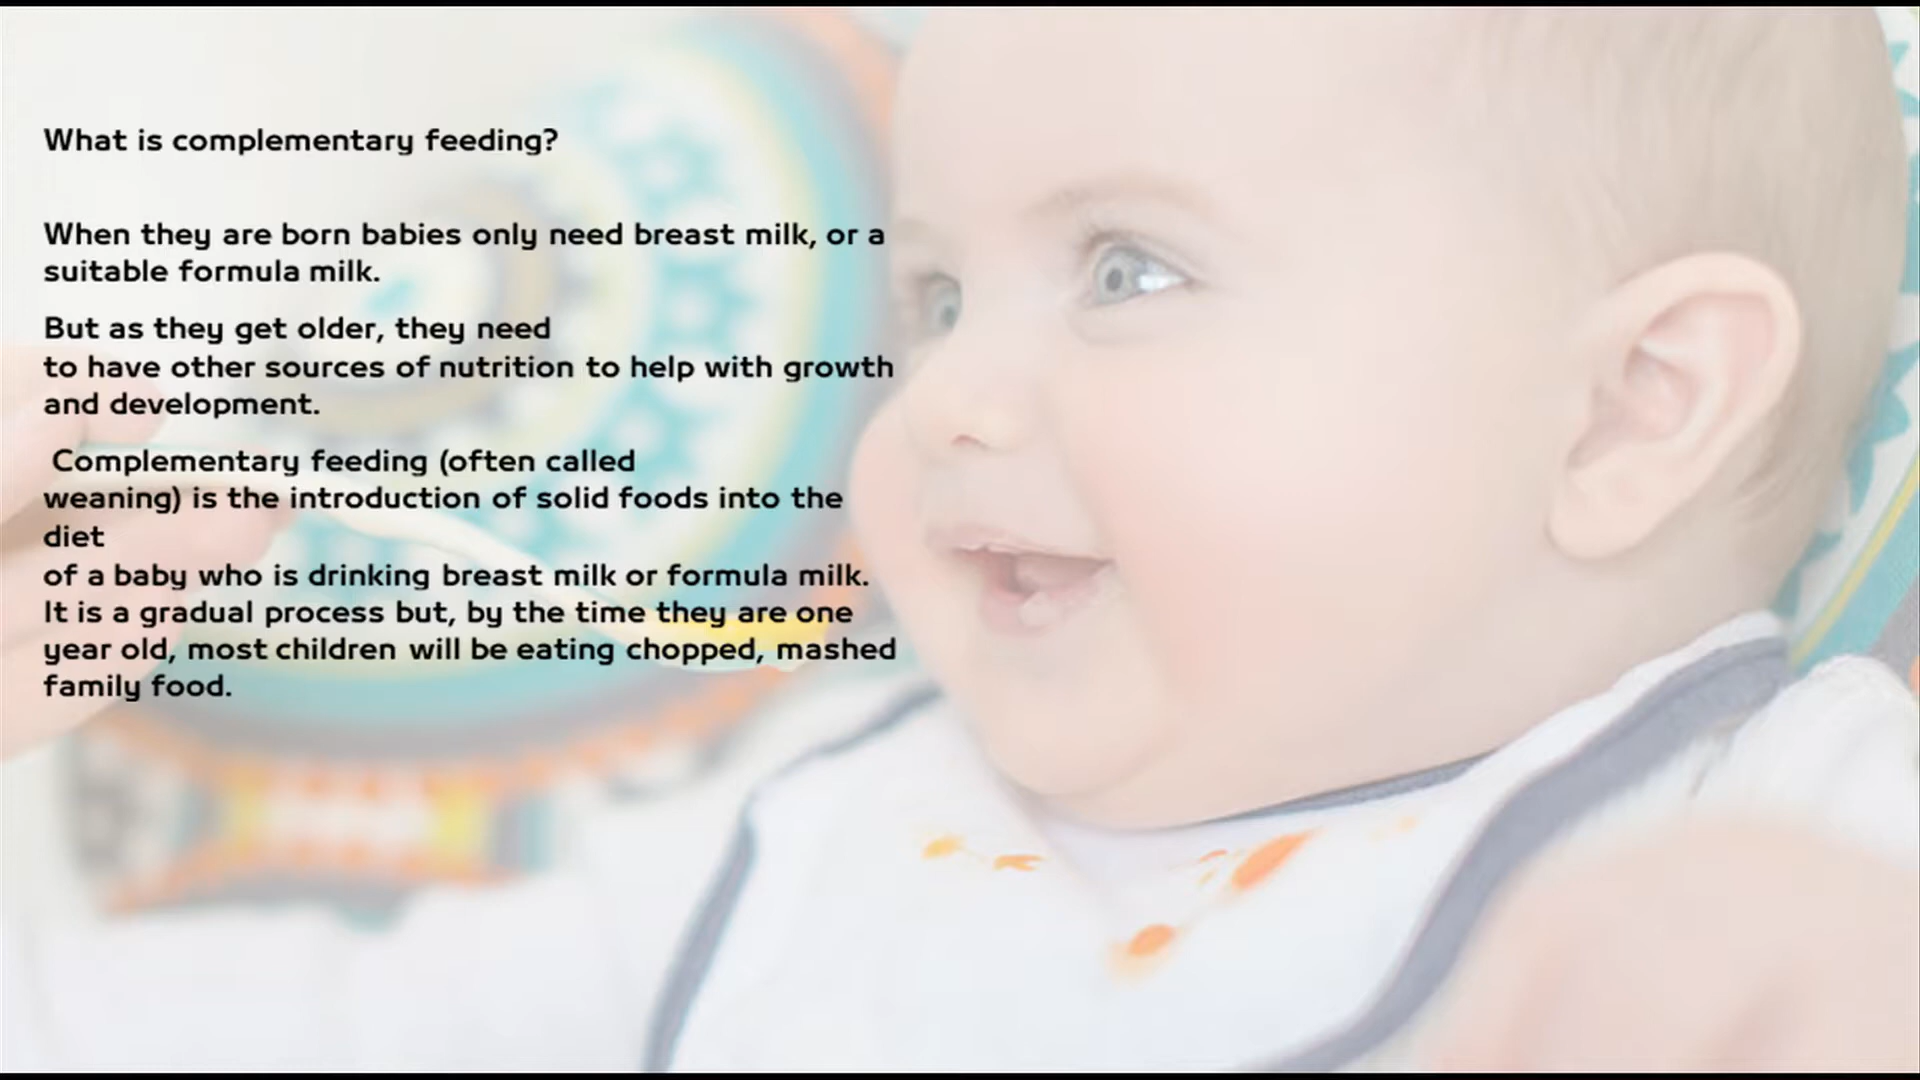 What is complementary feeding?
When they are born babies only need breast milk, or a
suitable formula milk.
But as they get older, they need
to have other sources of nutrition to help with growth
and development.
Complementary feeding (often called
weaning) is the introduction of solid foods into the
diet
of a baby who is drinking breast milk or formula milk.
It is a gradual process but, by the time they are one
year old, most children will be eating chopped, mashed
family food.